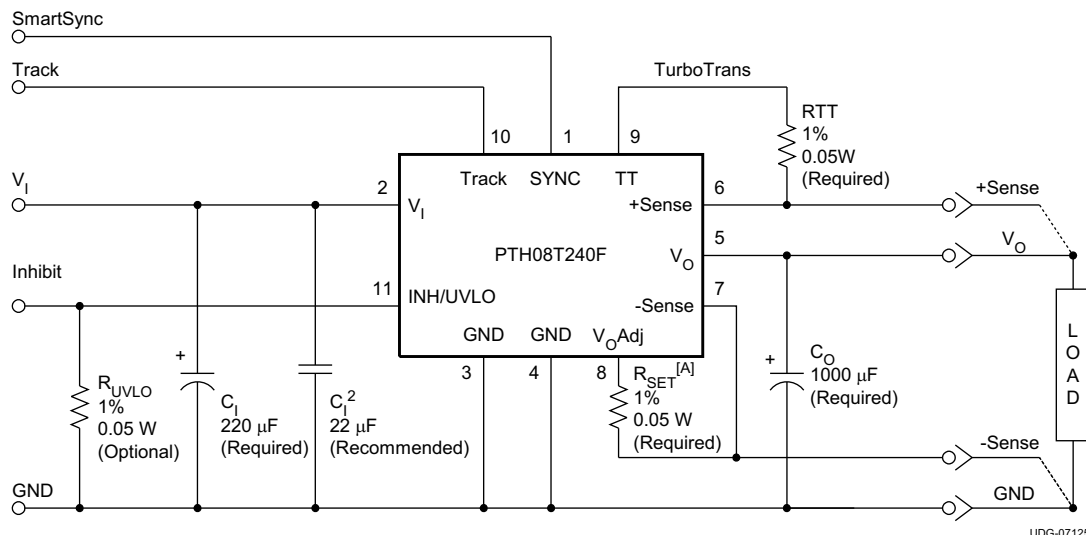 SmartSync
Track
TurboTrans
RTT
1%
0.05W
(Required)
10
1
9
Track
SYNC
TT
V_I
2
V_I
6
+Sense
+Sense
5
V_O
V_O
PTH08T240F
Inhibit
11
INH/UVLO
7
-Sense
GND
GND
V_OAdj
3
4
8
R_UVLO
1%
0.05 W
(Optional)
+
C_I
220 µF
(Required)
C_I²
22 µF
(Recommended)
R_SET [A]
1%
0.05 W
(Required)
+
C_O
1000 µF
(Required)
L
O
A
D
-Sense
GND
GND
UDG-07125